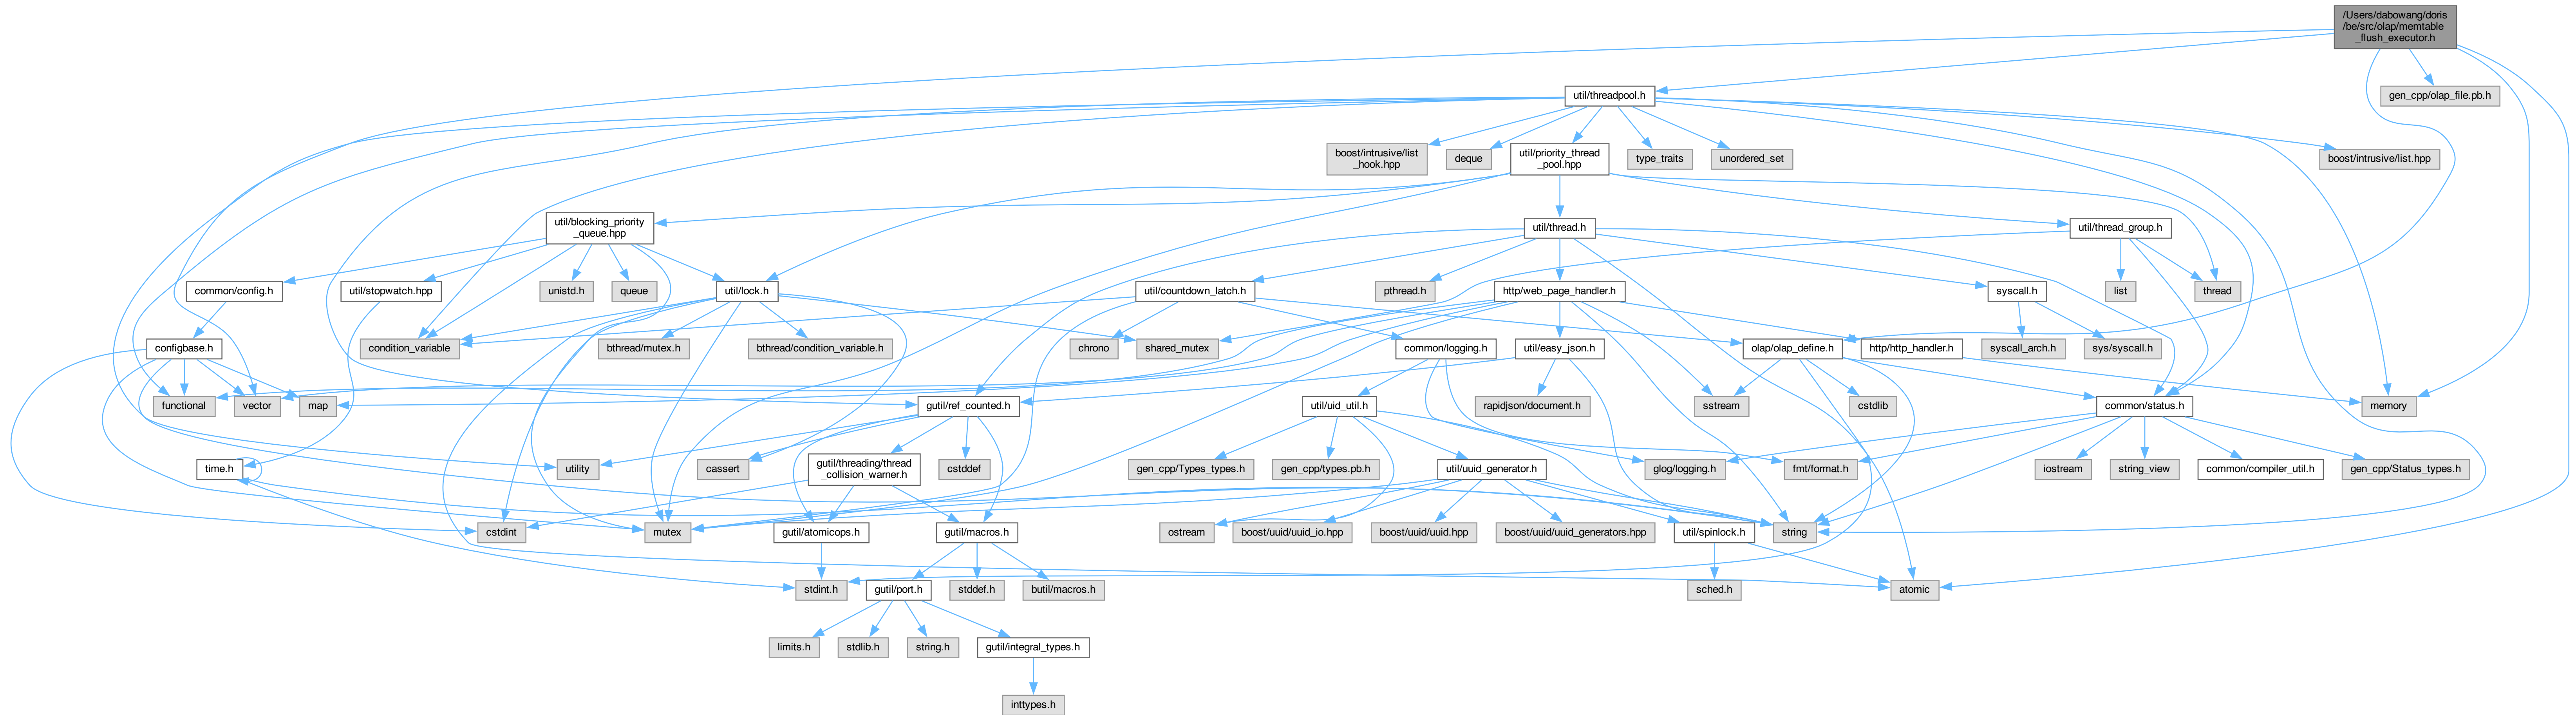 /Users/dabowang/doris
/be/src/olap/memtable
_flush_executor.h
util/threadpool.h
gen_cpp/olap_file.pb.h
boost/intrusive/list
_hook.hpp
deque
util/priority_thread
_pool.hpp
type_traits
unordered_set
boost/intrusive/list.hpp
util/blocking_priority
_queue.hpp
util/thread.h
util/thread_group.h
common/config.h
util/stopwatch.hpp
unistd.h
queue
util/lock.h
util/countdown_latch.h
pthread.h
http/web_page_handler.h
syscall.h
list
thread
configbase.h
condition_variable
bthread/mutex.h
bthread/condition_variable.h
chrono
shared_mutex
common/logging.h
util/easy_json.h
olap/olap_define.h
http/http_handler.h
syscall_arch.h
sys/syscall.h
functional
vector
map
gutil/ref_counted.h
util/uid_util.h
rapidjson/document.h
sstream
cstdlib
common/status.h
memory
time.h
utility
cassert
gutil/threading/thread
_collision_warner.h
cstddef
gen_cpp/Types_types.h
gen_cpp/types.pb.h
util/uuid_generator.h
glog/logging.h
fmt/format.h
iostream
string_view
common/compiler_util.h
gen_cpp/Status_types.h
cstdint
mutex
gutil/atomicops.h
gutil/macros.h
ostream
boost/uuid/uuid_io.hpp
boost/uuid/uuid.hpp
boost/uuid/uuid_generators.hpp
util/spinlock.h
string
stdint.h
gutil/port.h
stddef.h
butil/macros.h
sched.h
atomic
limits.h
stdlib.h
string.h
gutil/integral_types.h
inttypes.h